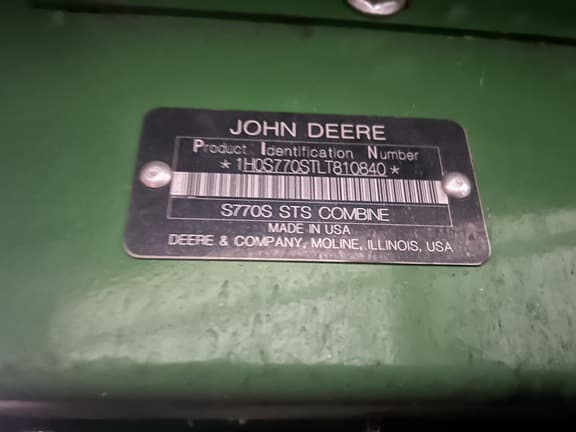 JOHN DEERE
Product Identification Number
*1H0S770STLT810840*
S770S STS COMBINE
MADE IN USA
DEERE & COMPANY, MOLINE, ILLINOIS, USA